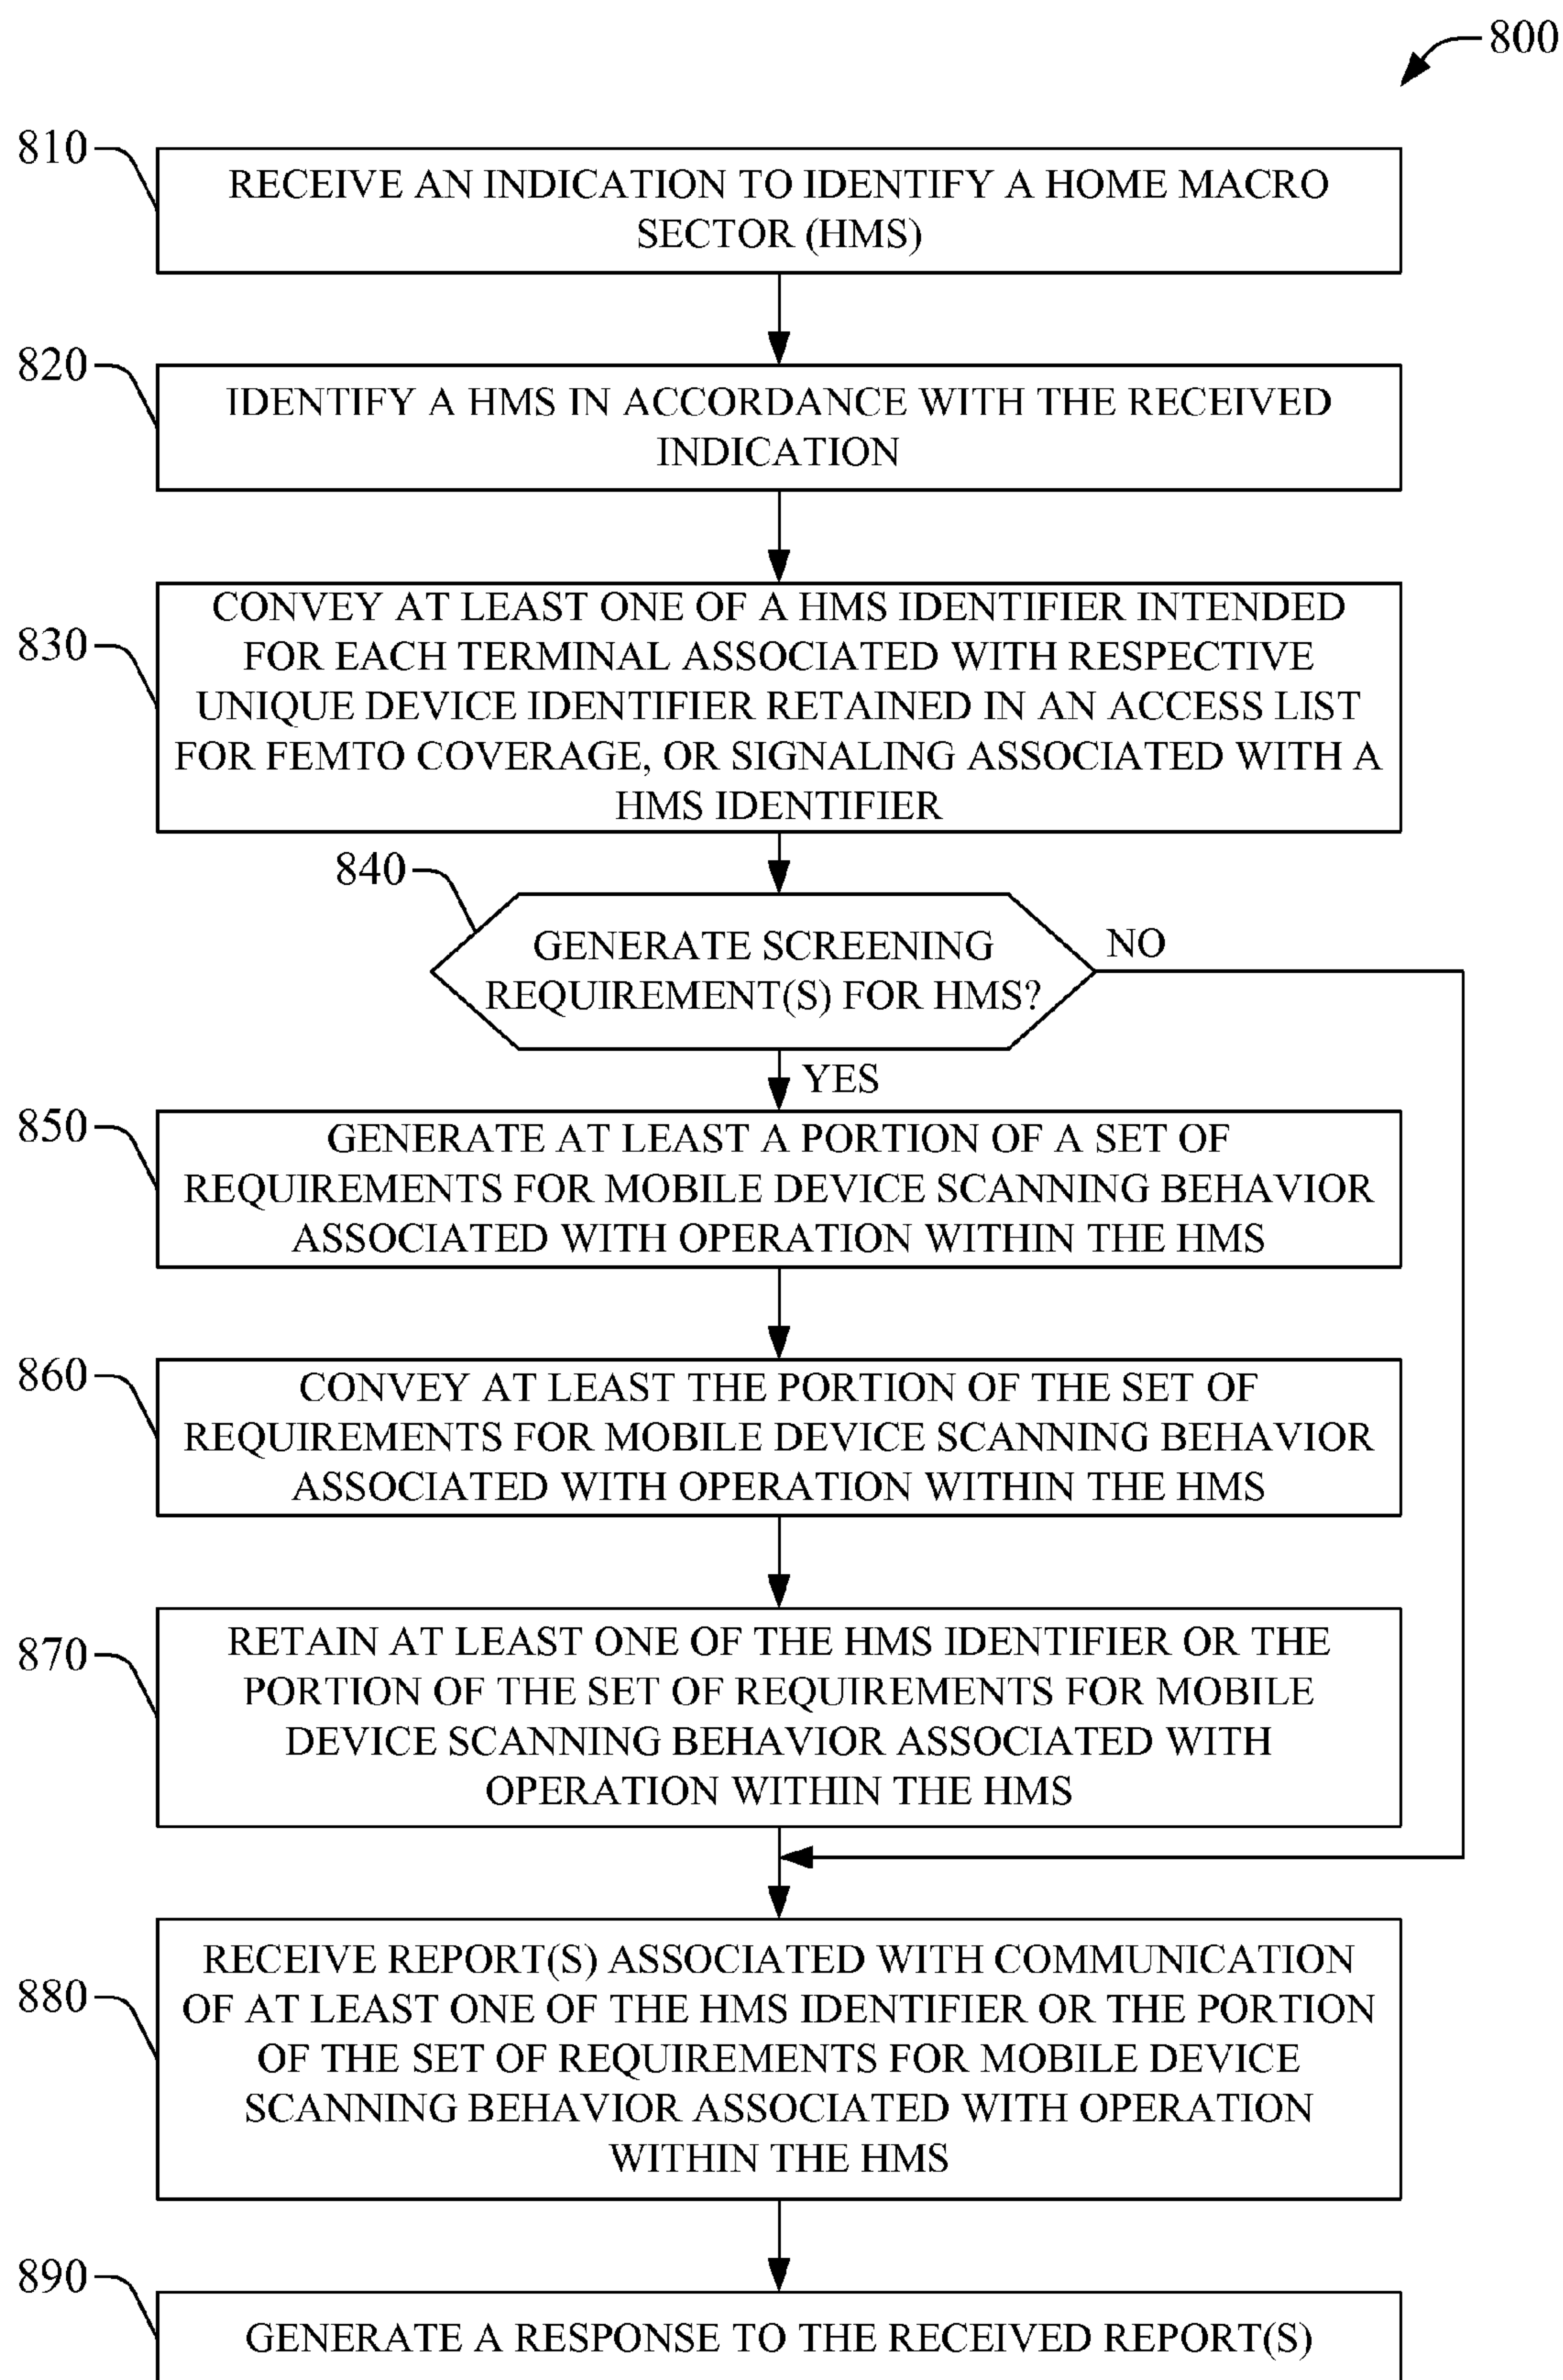 800
810
RECEIVE AN INDICATION TO IDENTIFY A HOME MACRO
SECTOR (HMS)
820
IDENTIFY A HMS IN ACCORDANCE WITH THE RECEIVED
INDICATION
830
CONVEY AT LEAST ONE OF A HMS IDENTIFIER INTENDED
FOR EACH TERMINAL ASSOCIATED WITH RESPECTIVE
UNIQUE DEVICE IDENTIFIER RETAINED IN AN ACCESS LIST
FOR FEMTO COVERAGE, OR SIGNALING ASSOCIATED WITH A
HMS IDENTIFIER
840
GENERATE SCREENING
REQUIREMENT(S) FOR HMS?
NO
YES
850
GENERATE AT LEAST A PORTION OF A SET OF
REQUIREMENTS FOR MOBILE DEVICE SCANNING BEHAVIOR
ASSOCIATED WITH OPERATION WITHIN THE HMS
860
CONVEY AT LEAST THE PORTION OF THE SET OF
REQUIREMENTS FOR MOBILE DEVICE SCANNING BEHAVIOR
ASSOCIATED WITH OPERATION WITHIN THE HMS
870
RETAIN AT LEAST ONE OF THE HMS IDENTIFIER OR THE
PORTION OF THE SET OF REQUIREMENTS FOR MOBILE
DEVICE SCANNING BEHAVIOR ASSOCIATED WITH
OPERATION WITHIN THE HMS
880
RECEIVE REPORT(S) ASSOCIATED WITH COMMUNICATION
OF AT LEAST ONE OF THE HMS IDENTIFIER OR THE PORTION
OF THE SET OF REQUIREMENTS FOR MOBILE DEVICE
SCANNING BEHAVIOR ASSOCIATED WITH OPERATION
WITHIN THE HMS
890
GENERATE A RESPONSE TO THE RECEIVED REPORT(S)